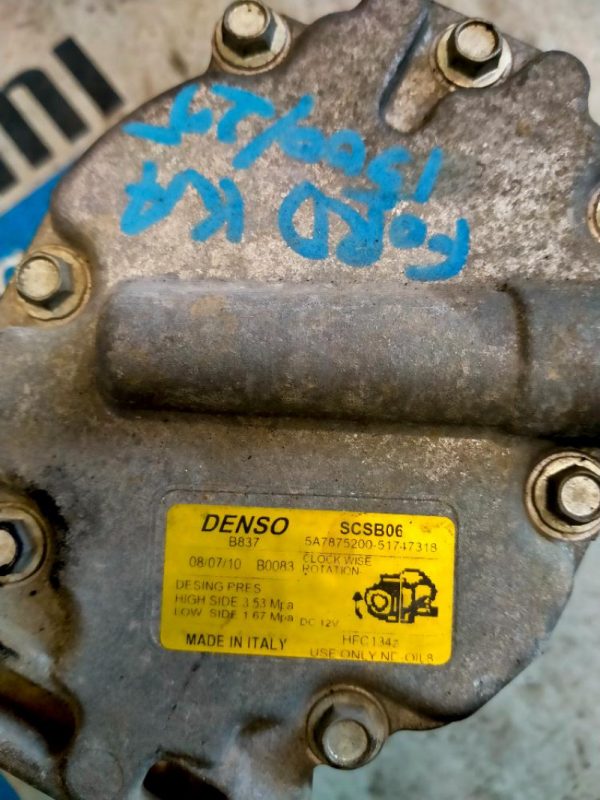 FORD KA
1300/
DENSO SCSB06
B837 5A7875200-51747318
08/07/10 B0083 CLOCK WISE
ROTATION
DESING PRES
HIGH SIDE 3.53 Mpa
LOW SIDE 1.67 Mpa DC 12V
HFC134a
MADE IN ITALY
USE ONLY ND-OIL8